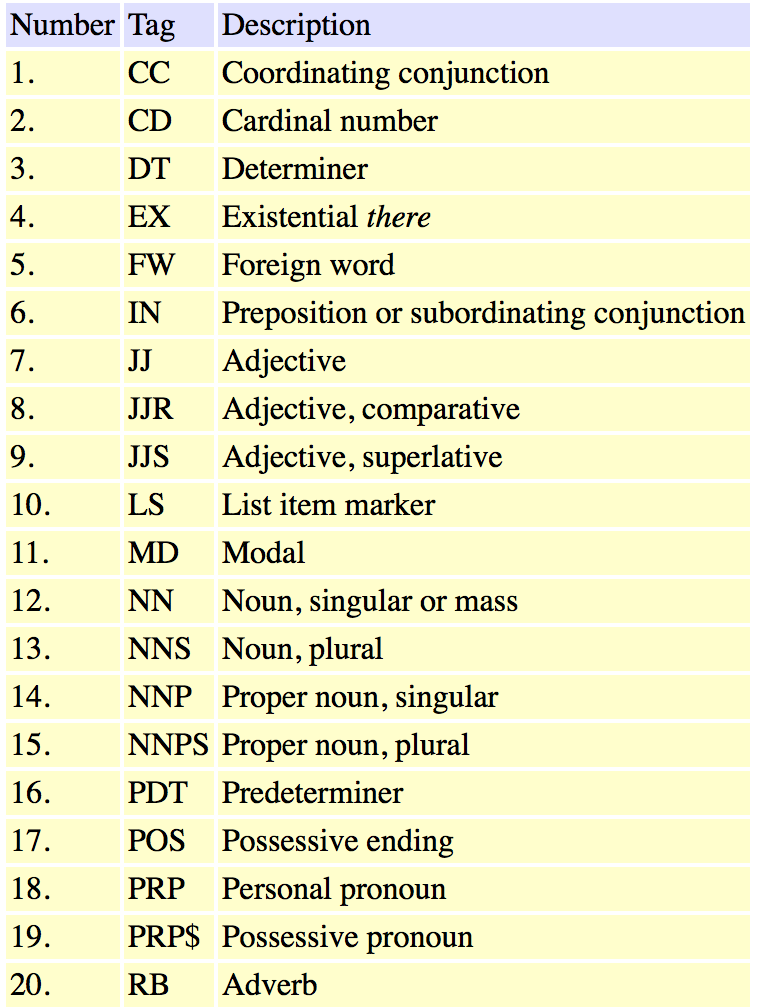 Number Tag Description
1. CC Coordinating conjunction
2. CD Cardinal number
3. DT Determiner
4. EX Existential there
5. FW Foreign word
6. IN Preposition or subordinating conjunction
7. JJ Adjective
8. JJR Adjective, comparative
9. JJS Adjective, superlative
10. LS List item marker
11. MD Modal
12. NN Noun, singular or mass
13. NNS Noun, plural
14. NNP Proper noun, singular
15. NNPS Proper noun, plural
16. PDT Predeterminer
17. POS Possessive ending
18. PRP Personal pronoun
19. PRP$ Possessive pronoun
20. RB Adverb